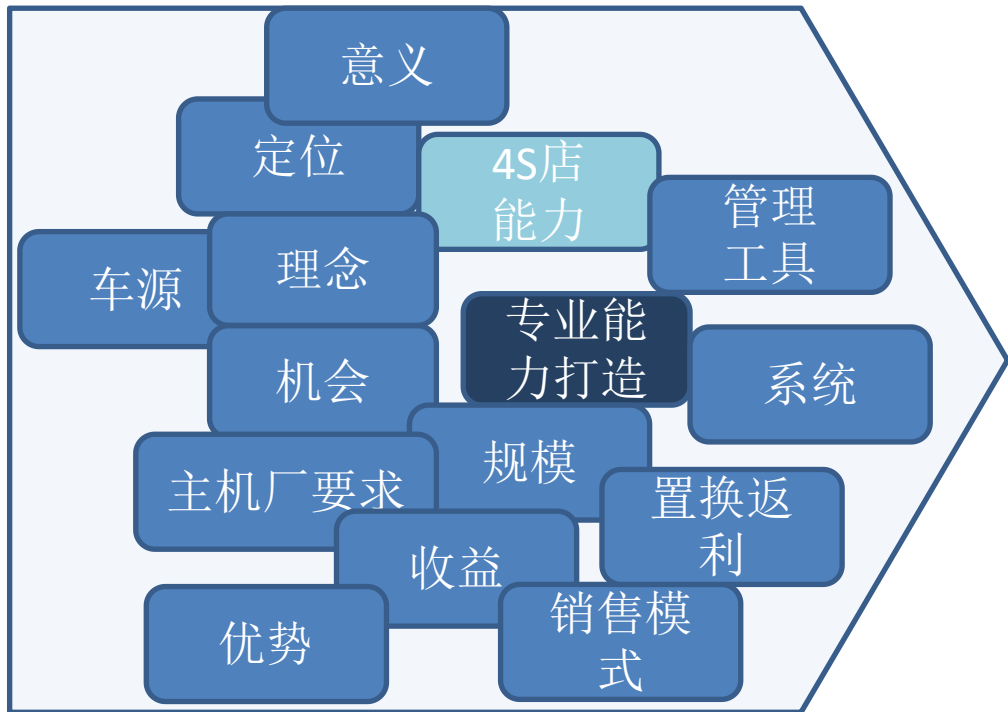 意义
定位
4S店
能力
管理
工具
车源
理念
专业能
力打造
机会
系统
规模
主机厂要求
置换返
利
收益
销售模
式
优势